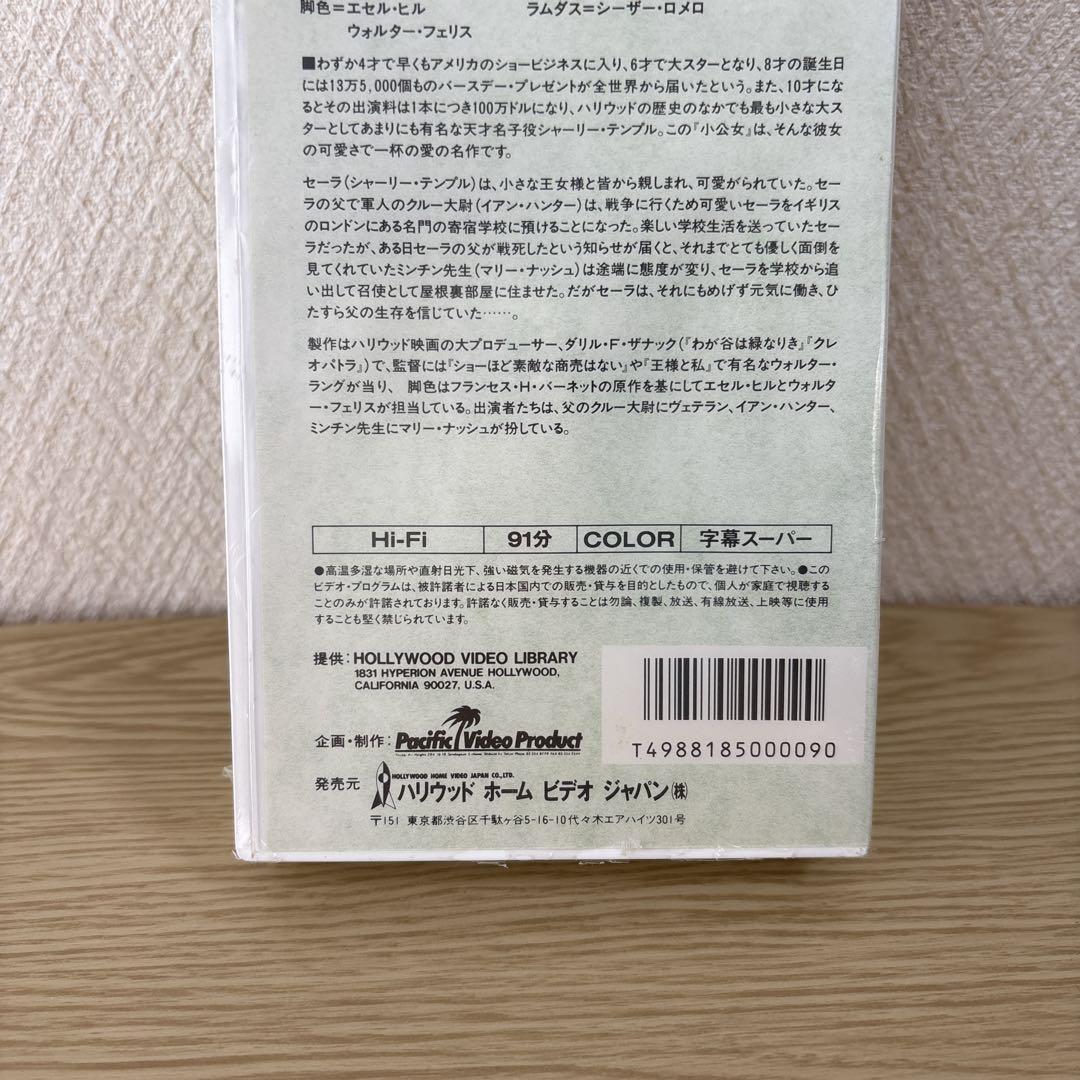 脚色=エセル・ヒル ラムダス=シーザー・ロメロ
ウォルター・フェリス
■わずか4才で早くもアメリカのショービジネスに入り、6才で大スターとなり、8才の誕生日
には13万5,000個ものバースデー・プレゼントが全世界から届いたという。また、10才にな
るとその出演料は1本につき100万ドルになり、ハリウッドの歴史のなかでも最も小さな大ス
ターとしてあまりにも有名な天才名子役シャーリー・テンプル。この『小公女』は、そんな彼女
の可愛さで一杯の愛の名作です。
セーラ(シャーリー・テンプル)は、小さな王女様と皆から親しまれ、可愛がられていた。セー
ラの父で軍人のクルー大尉(イアン・ハンター)は、戦争に行くため可愛いセーラをイギリス
のロンドンにある名門の寄宿学校に預けることになった。楽しい学校生活を送っていたセー
ラだったが、ある日セーラの父が戦死したという知らせが届くと、それまでとても優しく面倒を
見てくれていたミンチン先生(マリー・ナッシュ)は途端に態度が変り、セーラを学校から追
い出して召使として屋根裏部屋に住ませた。だがセーラは、それにもめげず元気に働き、ひ
たすら父の生存を信じていた……。
製作はハリウッド映画の大プロデューサー、ダリル・F・ザナック(『わが谷は緑なりき』『クレ
オパトラ』)で、監督には『ショーほど素敵な商売はない』や『王様と私』で有名なウォルター・
ラングが当り、 脚色はフランセス・H・バーネットの原作を基にしてエセル・ヒルとウォルタ
ー・フェリスが担当している。出演者たちは、父のクルー大尉にヴェテラン、イアン・ハンター、
ミンチン先生にマリー・ナッシュが扮している。
Hi-Fi 91分 COLOR 字幕スーパー
●高温多湿な場所や直射日光下、強い磁気を発生する機器の近くでの使用・保管を避けて下さい。●この
ビデオ・プログラムは、被許諾者による日本国内での販売・貸与を目的としたもので、個人が家庭で視聴する
ことのみが許諾されております。許諾なく販売・貸与することは勿論、複製、放送、有線放送、上映等に使用
することも堅く禁じられています。
提供:HOLLYWOOD VIDEO LIBRARY
1831 HYPERION AVENUE HOLLYWOOD,
CALIFORNIA 90027, U.S.A.
T4988185000090
企画・制作:Pacific Video Product
発売元 HOLLYWOOD HOME VIDEO JAPAN CO.,LTD.
ハリウッド ホーム ビデオ ジャパン(株)
〒151 東京都渋谷区千駄ヶ谷5-16-10代々木エアハイツ301号